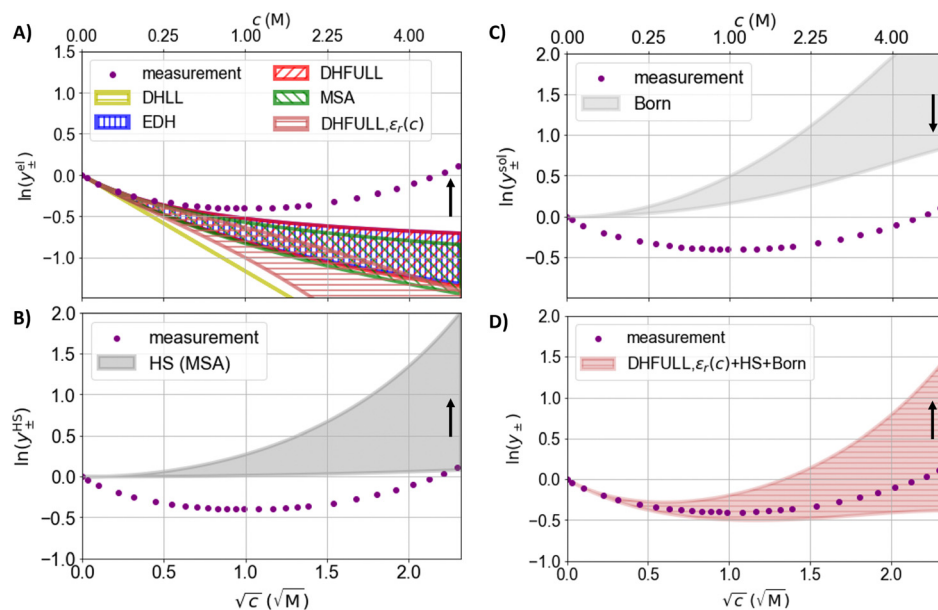 A)
c (M)
0.00 0.25 1.00 2.25 4.00
1.5
1.0
0.5
0.0
−0.5
−1.0
ln(y±^el)
measurement
DHLL
EDH
DHFULL
MSA
DHFULL,εr(c)
B)
2.0
1.5
1.0
0.5
0.0
−0.5
−1.0
ln(y±^HS)
measurement
HS (MSA)
0.0 0.5 1.0 1.5 2.0
√c (√M)
C)
c (M)
0.00 0.25 1.00 2.25 4.00
2.0
1.5
1.0
0.5
0.0
−0.5
ln(y±^sol)
measurement
Born
D)
2.0
1.5
1.0
0.5
0.0
−0.5
−1.0
ln(y±)
measurement
DHFULL,εr(c)+HS+Born
0.0 0.5 1.0 1.5 2.0
√c (√M)